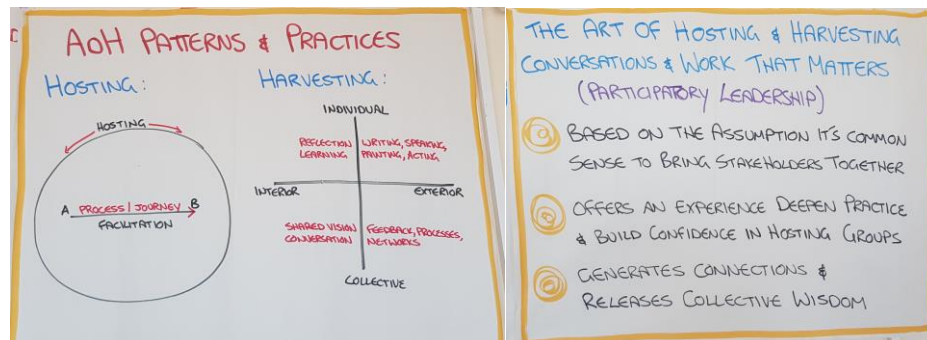 AOH PATTERNS & PRACTICES
HOSTING:
HOSTING
A PROCESS/JOURNEY B
FACILITATION
HARVESTING:
INDIVIDUAL
REFLECTION
LEARNING
WRITING, SPEAKING,
PAINTING, ACTING
INTERIOR
EXTERIOR
SHARED VISION
CONVERSATION
FEEDBACK, PROCESSES,
NETWORKS
COLLECTIVE
THE ART OF HOSTING & HARVESTING
CONVERSATIONS & WORK THAT MATTERS
(PARTICIPATORY LEADERSHIP)
BASED ON THE ASSUMPTION IT'S COMMON
SENSE TO BRING STAKEHOLDERS TOGETHER
OFFERS AN EXPERIENCE DEEPEN PRACTICE
& BUILD CONFIDENCE IN HOSTING GROUPS
GENERATES CONNECTIONS &
RELEASES COLLECTIVE WISDOM